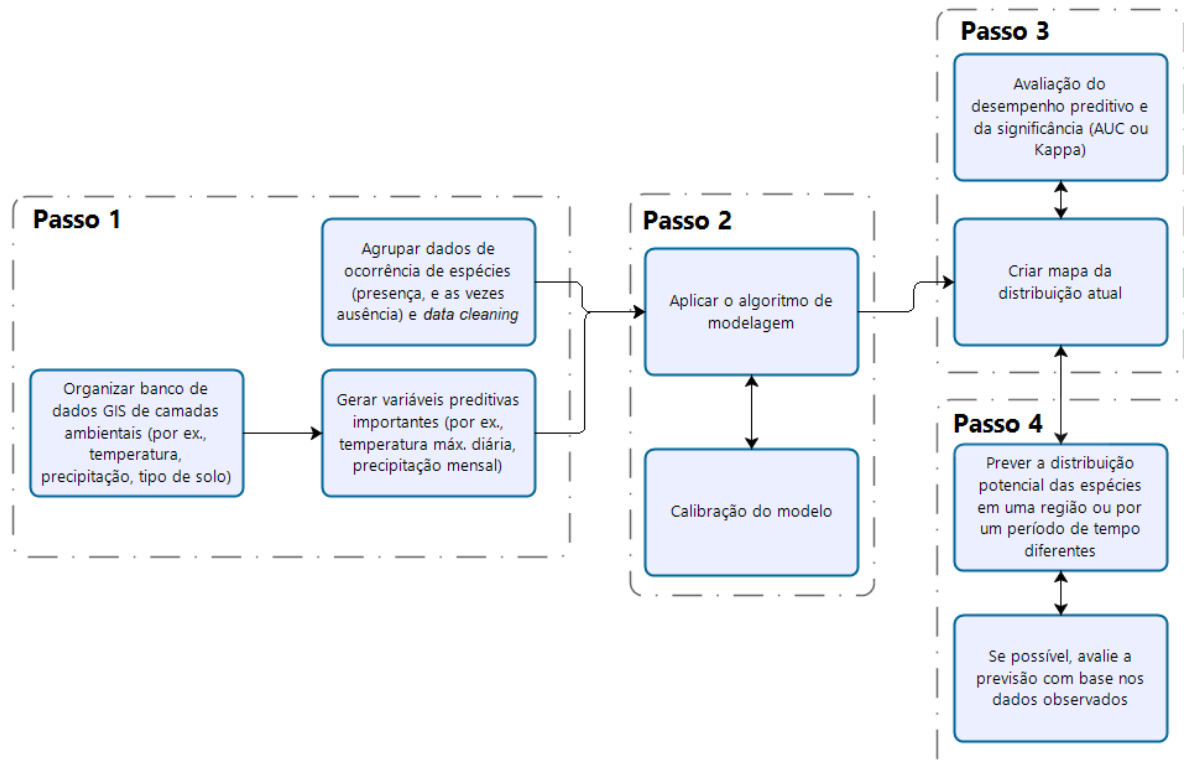 Passo 1
Agrupar dados de
ocorrência de espécies
(presença, e as vezes
ausência) e data cleaning
Organizar banco de
dados GIS de camadas
ambientais (por ex.,
temperatura,
precipitação, tipo de solo)
Gerar variáveis preditivas
importantes (por ex.,
temperatura máx. diária,
precipitação mensal)
Passo 2
Aplicar o algoritmo de
modelagem
Calibração do modelo
Passo 3
Avaliação do
desempenho preditivo e
da significância (AUC ou
Kappa)
Criar mapa da
distribuição atual
Passo 4
Prever a distribuição
potencial das espécies
em uma região ou por
um período de tempo
diferentes
Se possível, avalie a
previsão com base nos
dados observados